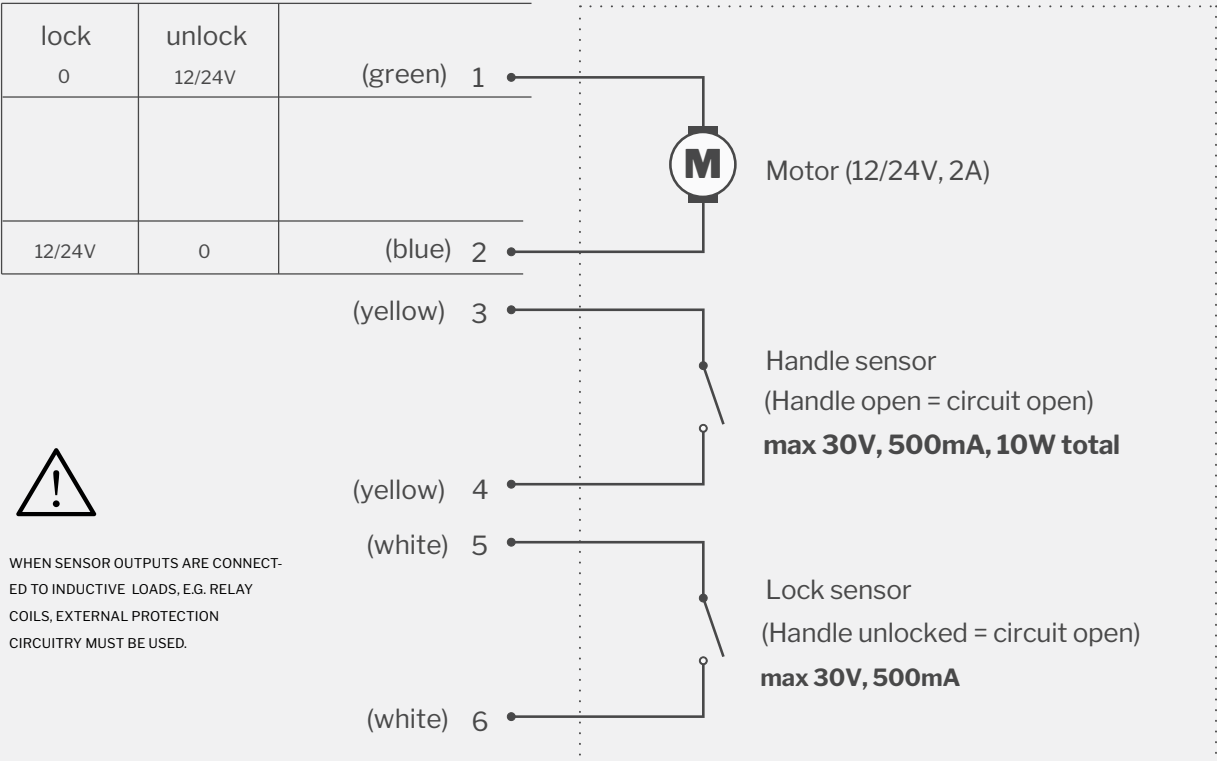 lock unlock
0 12/24V (green) 1
M
Motor (12/24V, 2A)
12/24V 0 (blue) 2
(yellow) 3
Handle sensor
(Handle open = circuit open)
max 30V, 500mA, 10W total
(yellow) 4
(white) 5
WHEN SENSOR OUTPUTS ARE CONNECT-
ED TO INDUCTIVE LOADS, E.G. RELAY
COILS, EXTERNAL PROTECTION
CIRCUITRY MUST BE USED.
Lock sensor
(Handle unlocked = circuit open)
max 30V, 500mA
(white) 6